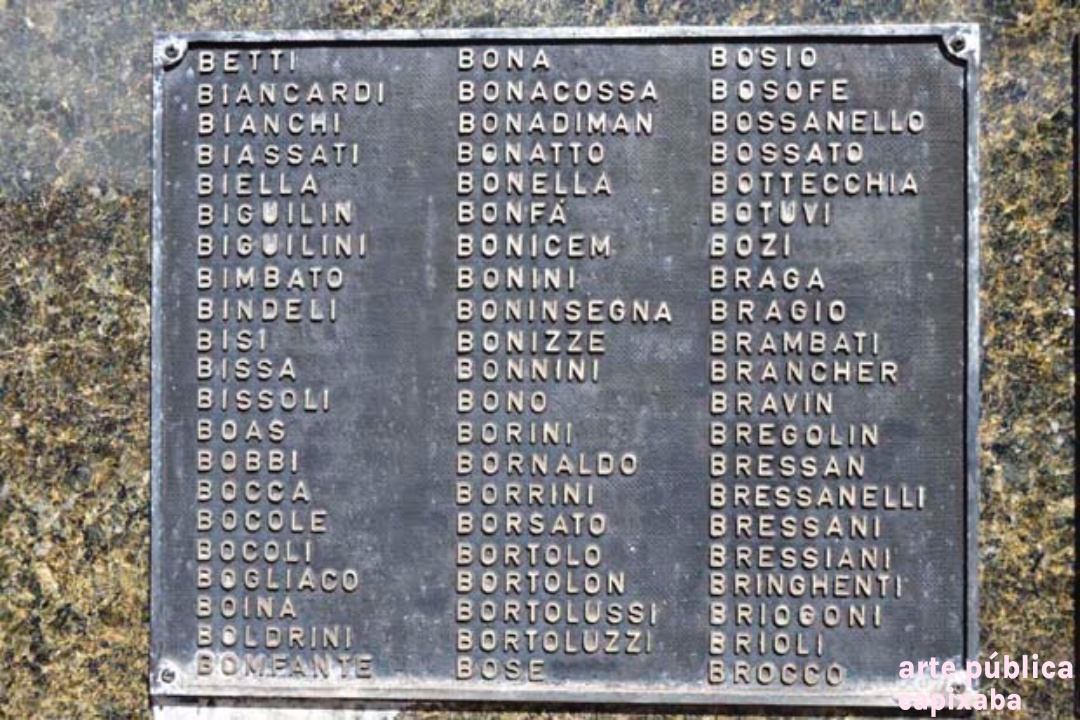 BETTI
BIANCARDI
BIANCHI
BIASSATI
BIELLA
BIGUILIN
BIGUILINI
BIMBATO
BINDELI
BISI
BISSA
BISSOLI
BOAS
BOBBI
BOCCA
BOCOLE
BOCOLI
BOGLIACO
BOINA
BOLDRINI
BOMFANTE
BONA
BONACOSSA
BONADIMAN
BONATTO
BONELLA
BONFÁ
BONICEM
BONINI
BONINSEGNA
BONIZZE
BONNINI
BONO
BORINI
BORNALDO
BORRINI
BORSATO
BORTOLO
BORTOLON
BORTOLUSSI
BORTOLUZZI
BOSE
BOSIO
BOSOFE
BOSSANELLO
BOSSATO
BOTTECCHIA
BOTUVI
BOZI
BRAGA
BRAGIO
BRAMBATI
BRANCHER
BRAVIN
BREGOLIN
BRESSAN
BRESSANELLI
BRESSANI
BRESSIANI
BRINGHENTI
BRIOGONI
BRIOLI
BROCCO
arte pública
capixaba